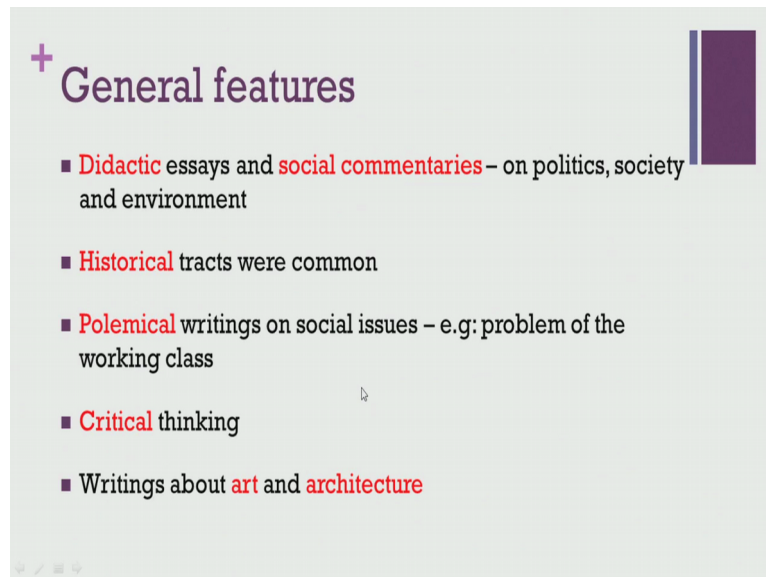 +
General features
■ Didactic essays and social commentaries – on politics, society
and environment
■ Historical tracts were common
■ Polemical writings on social issues – e.g: problem of the
working class
■ Critical thinking
■ Writings about art and architecture